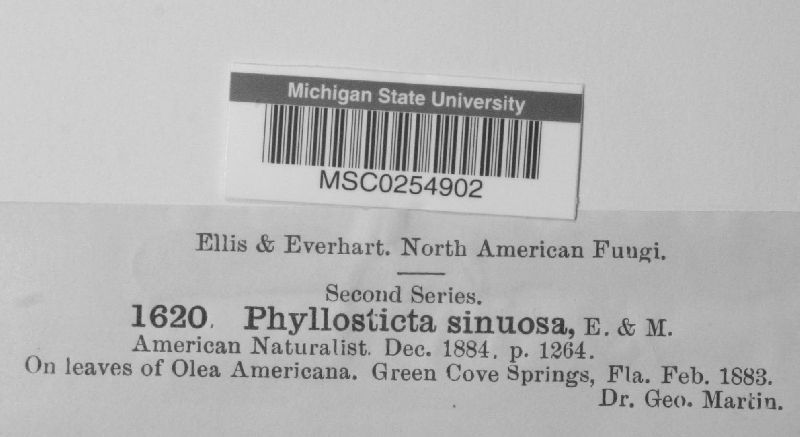 Michigan State University
MSC0254902
Ellis & Everhart. North American Fuugi.
Second Series.
1620. Phyllosticta sinuosa, E. & M.
American Naturalist. Dec. 1884. p. 1264.
On leaves of Olea Americana. Green Cove Springs, Fla. Feb. 1883.
Dr. Geo. Martin.